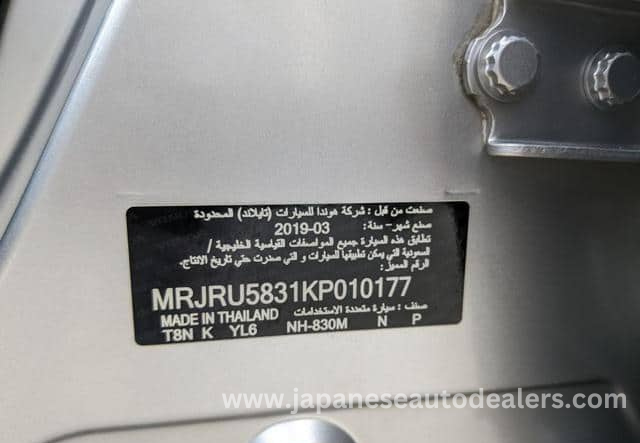 صنعت من قبل : شركة هوندا للسيارات (تايلاند) المحدودة
صنع شهر- سنة : 2019-03
تطابق هذه السيارة جميع المواصفات القياسية الخليجية /
السعودية التي يمكن تطبيقها للسيارات و التي صدرت حتي تاريخ الانتاج.
الرقم المميز:
MRJRU5831KP010177
MADE IN THAILAND صنف : سيارة متعددة الاستخدامات
T8N K YL6 NH-830M N P
www.japaneseautodealers.com